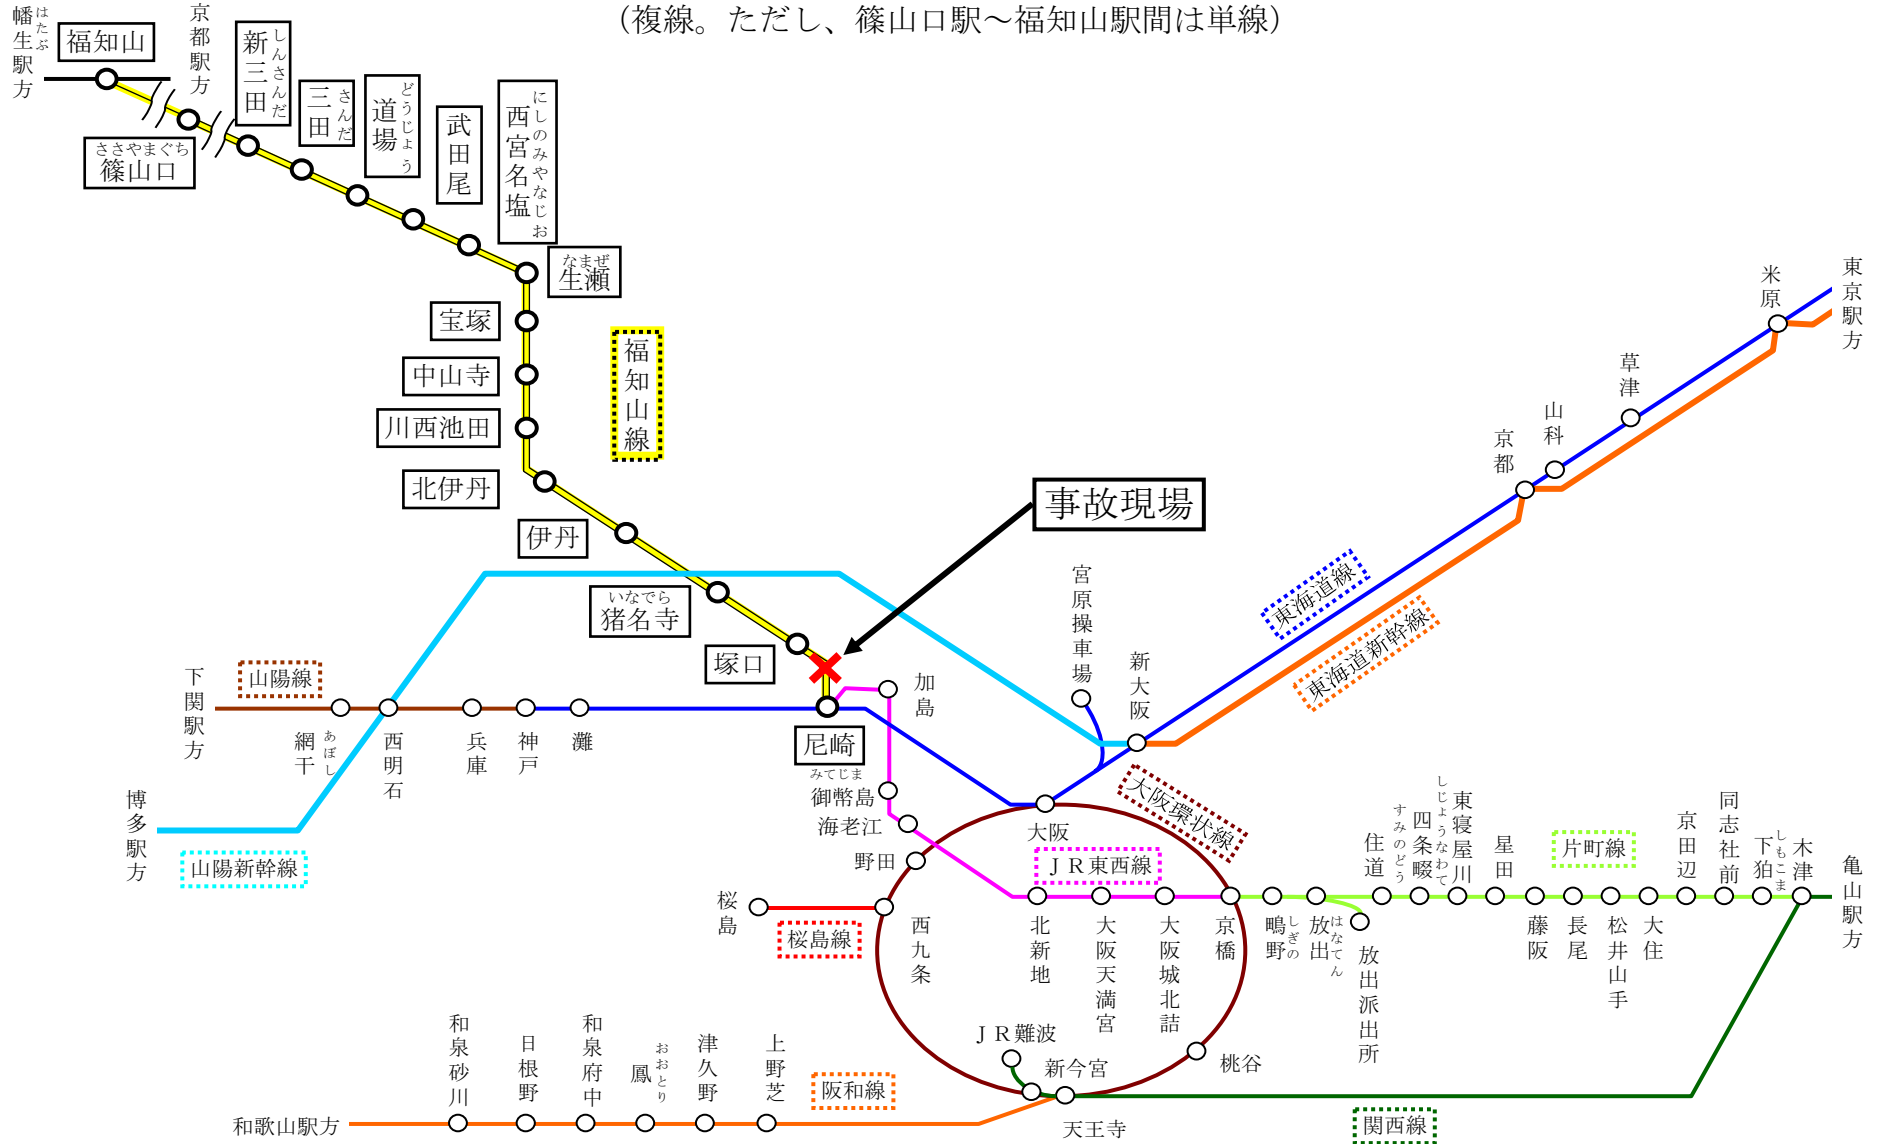 (複線。ただし、篠山口駅~福知山駅間は単線)
幡生駅方
はたぶ
福知山
京都駅方
新三田
しんさんだ
三田
さんだ
道場
どうじょう
武田尾
西宮名塩
にしのみやなじお
ささやまぐち
篠山口
なまぜ
生瀬
宝塚
中山寺
川西池田
北伊丹
伊丹
いなでら
猪名寺
塚口
尼崎
福知山線
事故現場
東京駅方
米原
草津
山科
京都
東海道線
東海道新幹線
宮原操車場
新大阪
下関駅方
山陽線
網干
あぼし
西明石
兵庫
神戸
灘
加島
みてじま
御幣島
海老江
野田
大阪
大阪環状線
博多駅方
山陽新幹線
桜島
桜島線
西九条
JR東西線
北新地
大阪天満宮
大阪城北詰
京橋
鴫野
しぎの
放出
はなてん
放出派出所
住道
すみのどう
四条畷
しじょうなわて
東寝屋川
星田
藤阪
長尾
松井山手
大住
片町線
京田辺
同志社前
下狛
しもこま
木津
亀山駅方
JR難波
新今宮
桃谷
天王寺
関西線
和歌山駅方
和泉砂川
日根野
和泉府中
鳳
おおとり
津久野
上野芝
阪和線